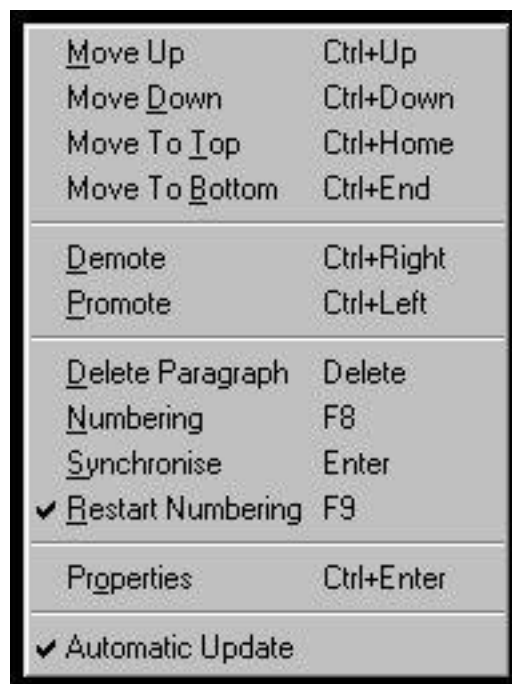 Move Up Ctrl+Up
Move Down Ctrl+Down
Move To Top Ctrl+Home
Move To Bottom Ctrl+End
Demote Ctrl+Right
Promote Ctrl+Left
Delete Paragraph Delete
Numbering F8
Synchronise Enter
Restart Numbering F9
Properties Ctrl+Enter
Automatic Update